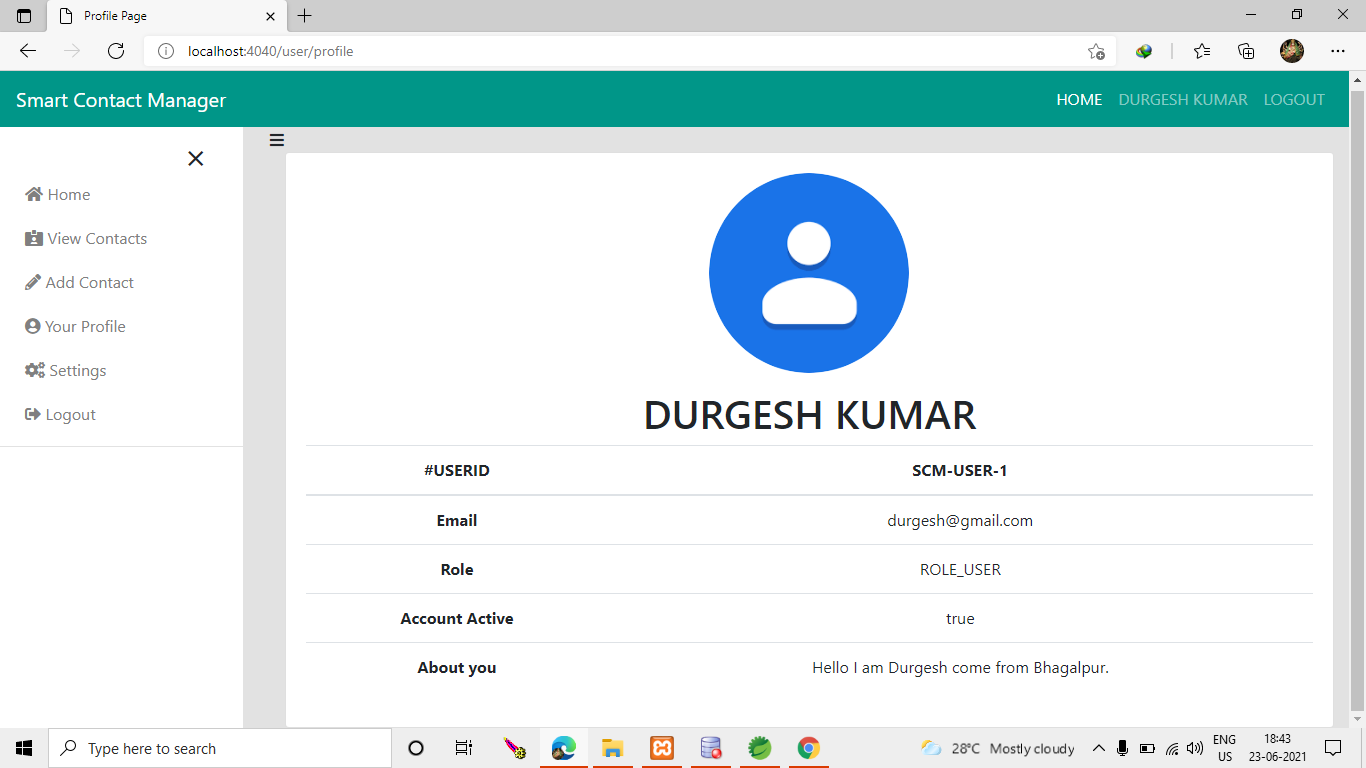 Profile Page
localhost:4040/user/profile
Smart Contact Manager
HOME DURGESH KUMAR LOGOUT
Home
View Contacts
Add Contact
Your Profile
Settings
Logout
DURGESH KUMAR
#USERID SCM-USER-1
Email durgesh@gmail.com
Role ROLE_USER
Account Active true
About you Hello I am Durgesh come from Bhagalpur.
Type here to search
28°C Mostly cloudy
ENG
US
18:43
23-06-2021